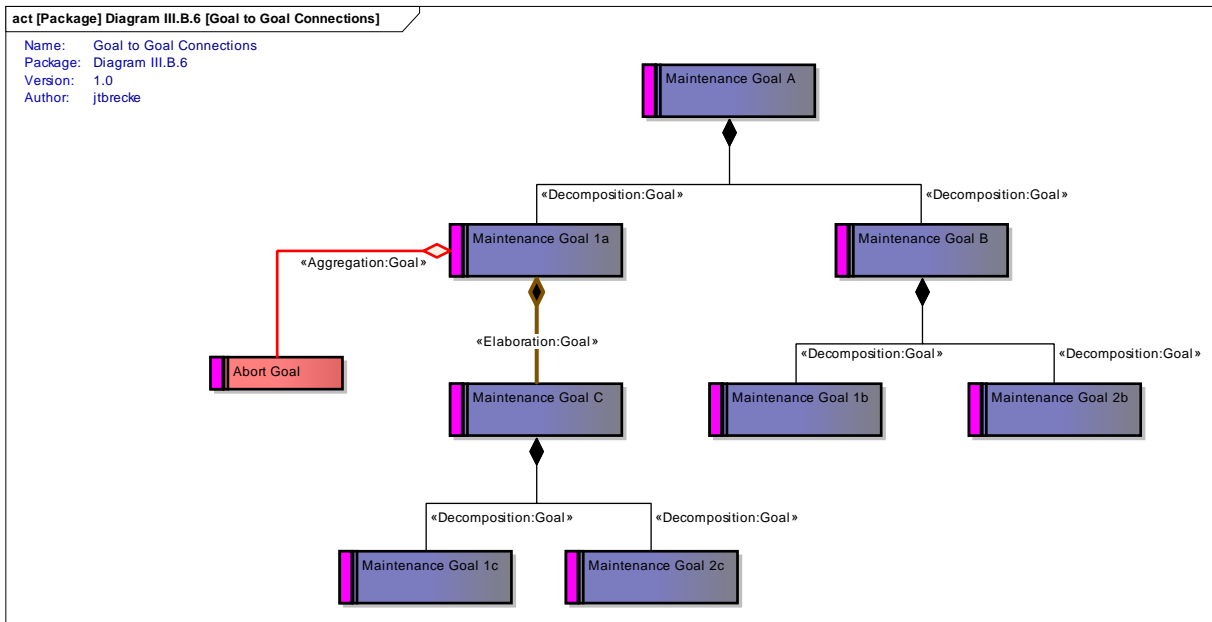 act [Package] Diagram III.B.6 [Goal to Goal Connections]
Name: Goal to Goal Connections
Package: Diagram III.B.6
Version: 1.0
Author: jtbrecke
Maintenance Goal A
«Decomposition:Goal»
«Decomposition:Goal»
Maintenance Goal 1a
Maintenance Goal B
«Aggregation:Goal»
«Elaboration:Goal»
«Decomposition:Goal»
«Decomposition:Goal»
Abort Goal
Maintenance Goal C
Maintenance Goal 1b
Maintenance Goal 2b
«Decomposition:Goal»
«Decomposition:Goal»
Maintenance Goal 1c
Maintenance Goal 2c